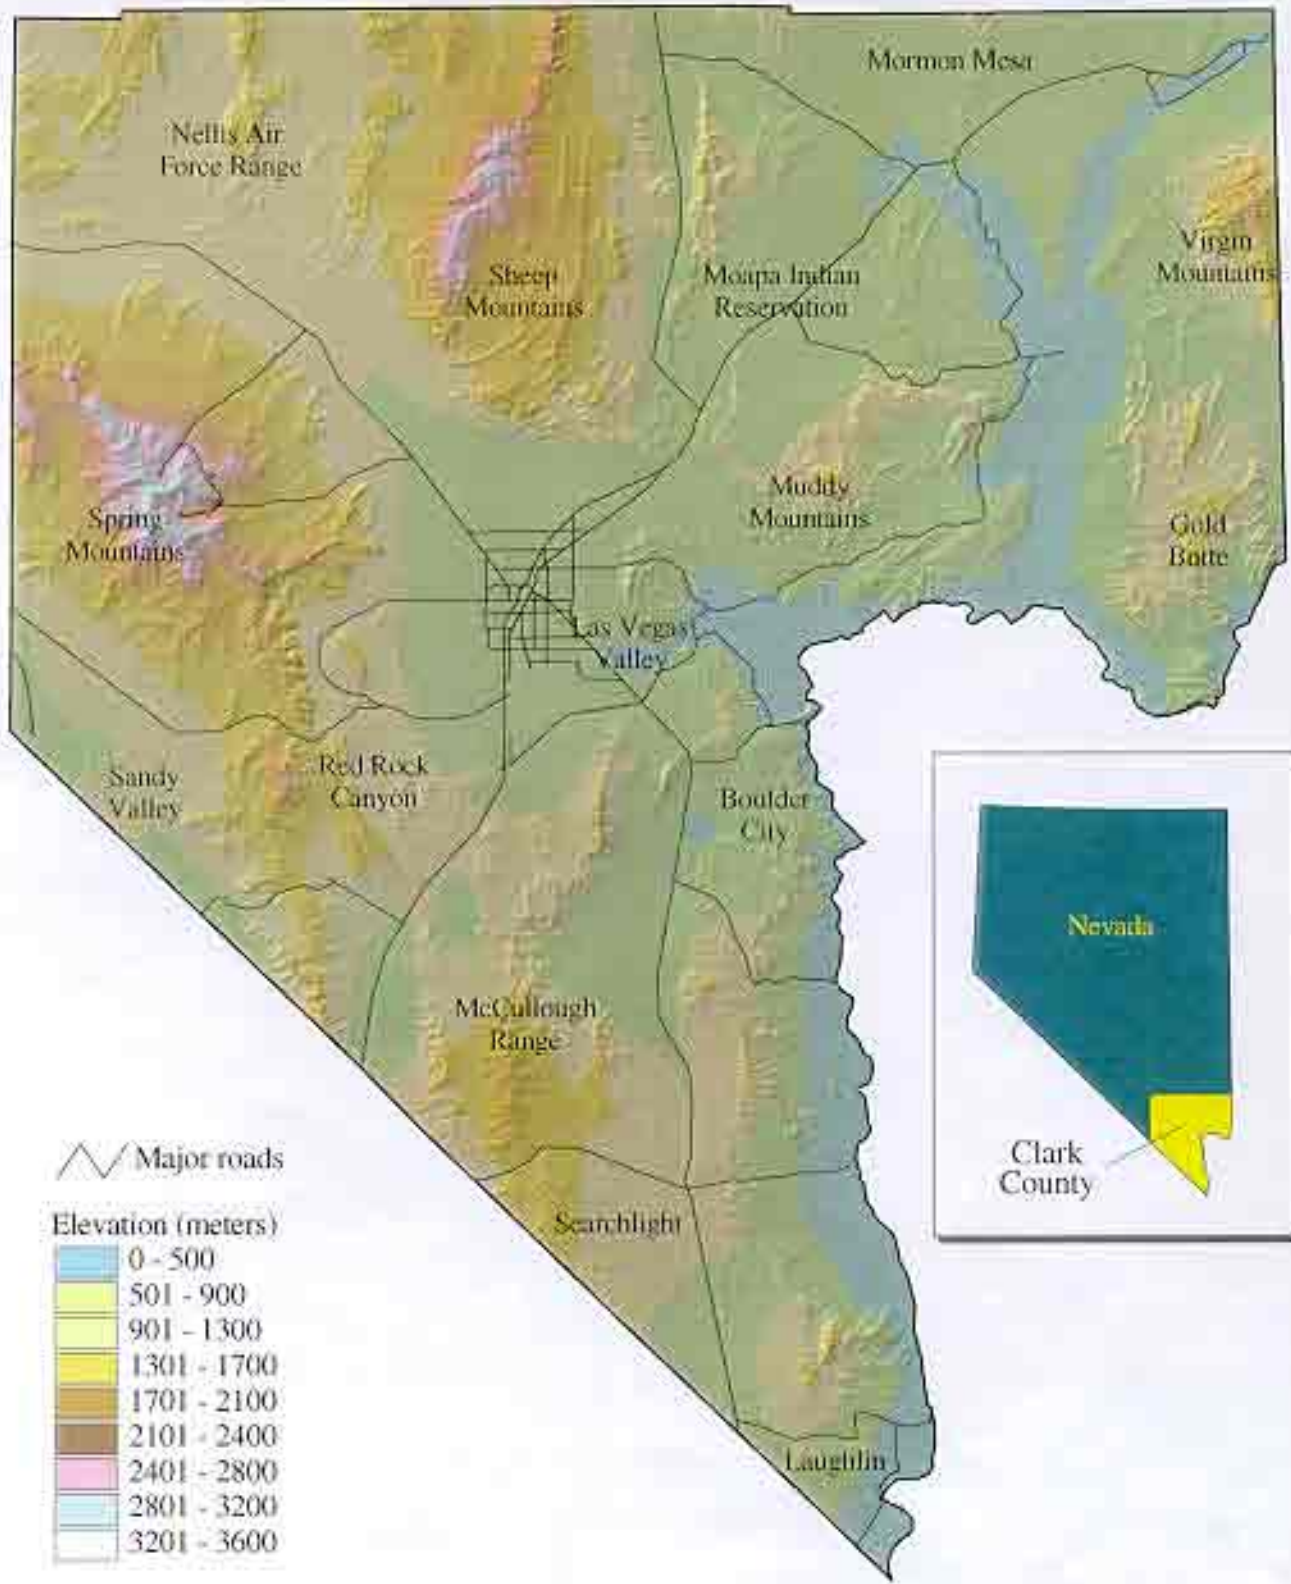 Mormon Mesa
Nellis Air
Force Range
Virgin
Mountains
Sheep
Mountains
Moapa Indian
Reservation
Muddy
Mountains
Spring
Mountains
Gold
Butte
Las Vegas
Valley
Sandy
Valley
Red Rock
Canyon
Boulder
City
McCullough
Range
Searchlight
Laughlin
Nevada
Clark
County
Major roads
Elevation (meters)
0 - 500
501 - 900
901 - 1300
1301 - 1700
1701 - 2100
2101 - 2400
2401 - 2800
2801 - 3200
3201 - 3600